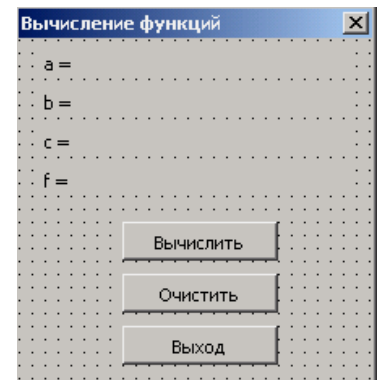 Вычисление функций
a =
b =
c =
f =
Вычислить
Очистить
Выход